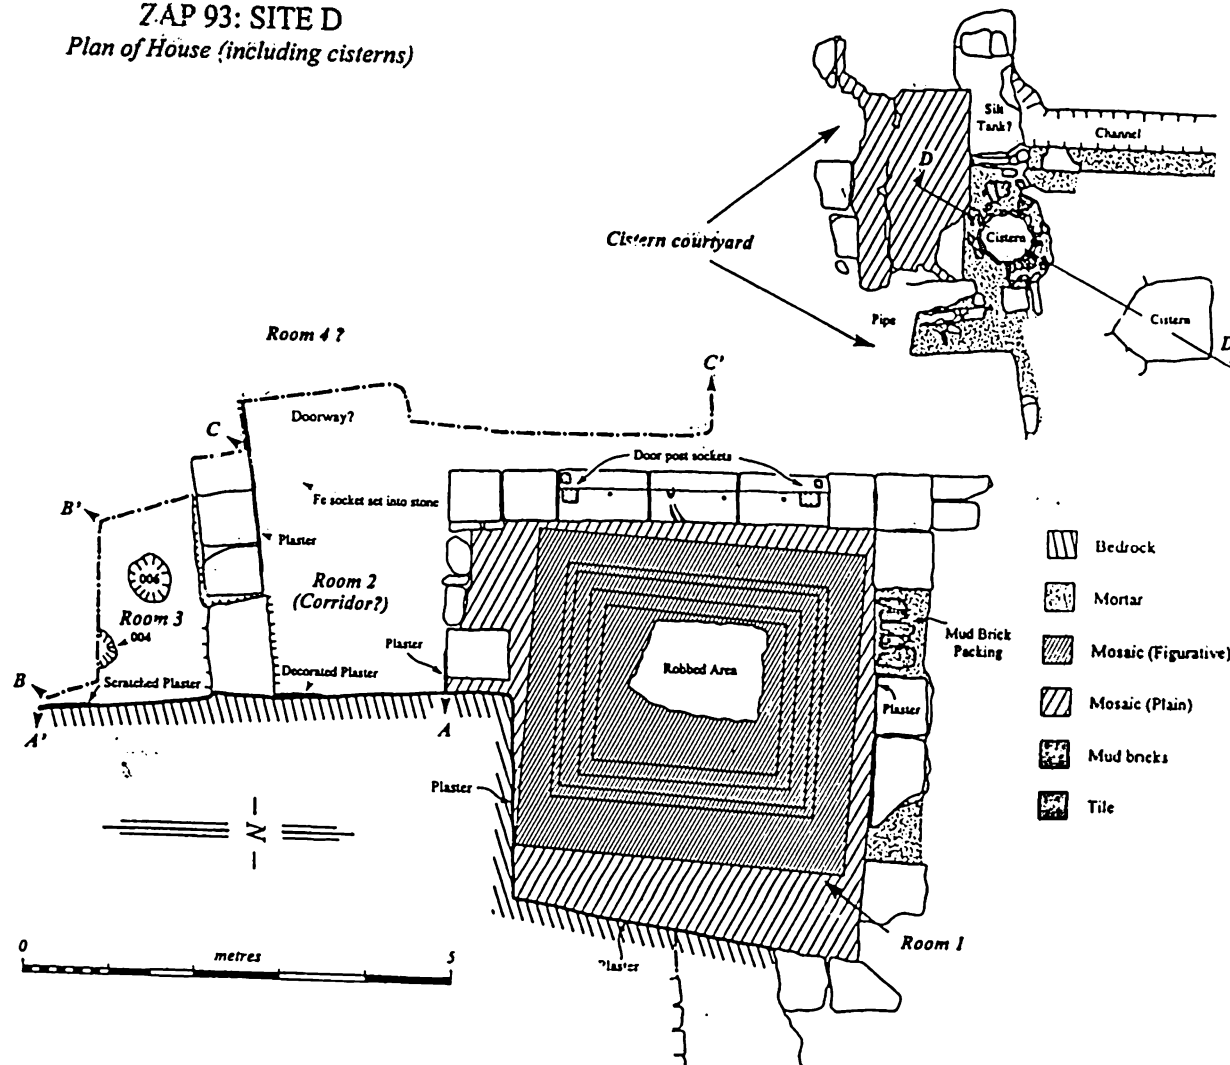 ZAP 93: SITE D
Plan of House (including cisterns)
Silt
Tank?
Channel
D
Cistern
Cistern courtyard
Pipe
Cistern
D
Room 4 ?
C'
Doorway?
C
Door post sockets
Fe socket set into stone
B'
Plaster
Bedrock
006
Room 2
(Corridor?)
Mortar
Room 3
004
Mud Brick
Packing
Plaster
Mosaic (Figurative)
Robbed Area
B
Scratched Plaster
Decorated Plaster
Mosaic (Plain)
Plaster
A'
A
Mud bricks
Plaster
Tile
N
Room 1
0
metres
5
Plaster